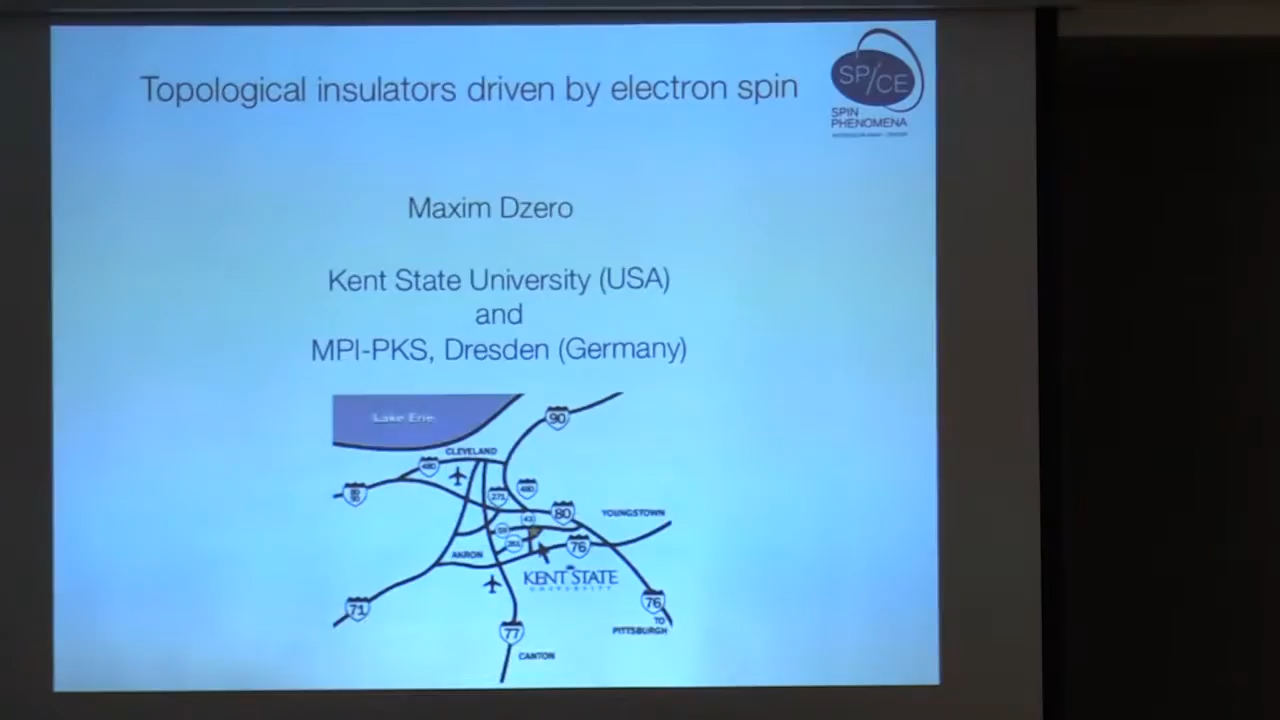 Topological insulators driven by electron spin
SP/CE
SPIN
PHENOMENA
Maxim Dzero
Kent State University (USA)
and
MPI-PKS, Dresden (Germany)
Lake Erie
90
CLEVELAND
480
271
480
80
YOUNGSTOWN
76
AKRON
KENT STATE
UNIVERSITY
71
76
TO
PITTSBURGH
77
CANTON